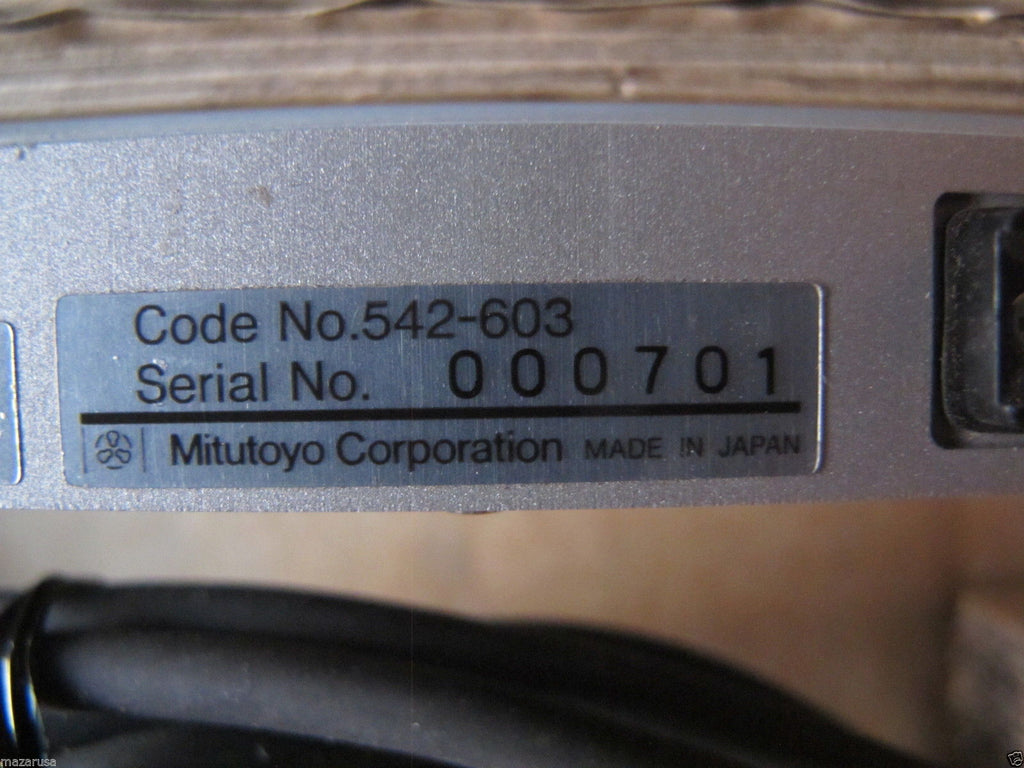 Code No.542-603
Serial No. 000701
Mitutoyo Corporation MADE IN JAPAN
mazarusa